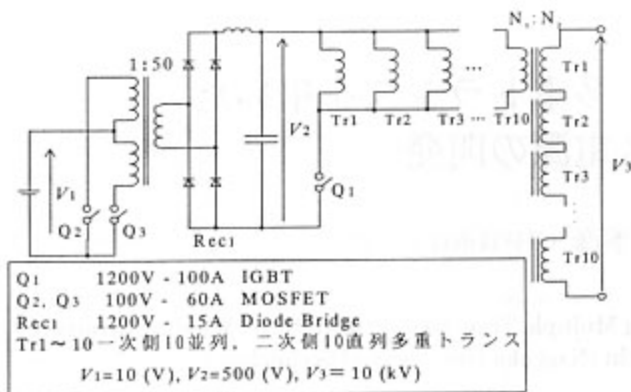 N₁:N₂
1:50
Tr1
Tr2
Tr3
Tr10
V₁
V₂
V₃
Q2
Q3
Rec1
Q1
Tr1
Tr2
Tr3
...
Tr10
Q1 1200V - 100A IGBT
Q2, Q3 100V - 60A MOSFET
Rec1 1200V - 15A Diode Bridge
Tr1~10 一次側10並列，二次側10直列多重トランス
V1=10 (V), V2=500 (V), V3=10 (kV)